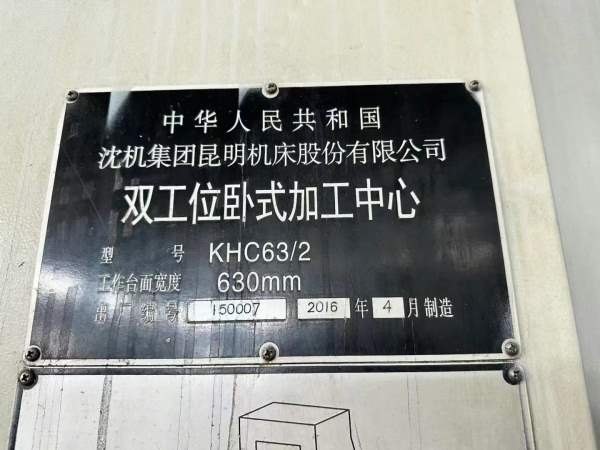 中华人民共和国
沈机集团昆明机床股份有限公司
双工位卧式加工中心
型 号 KHC63/2
工作台面宽度 630mm
出厂编号 150007 2016 年 4 月制造